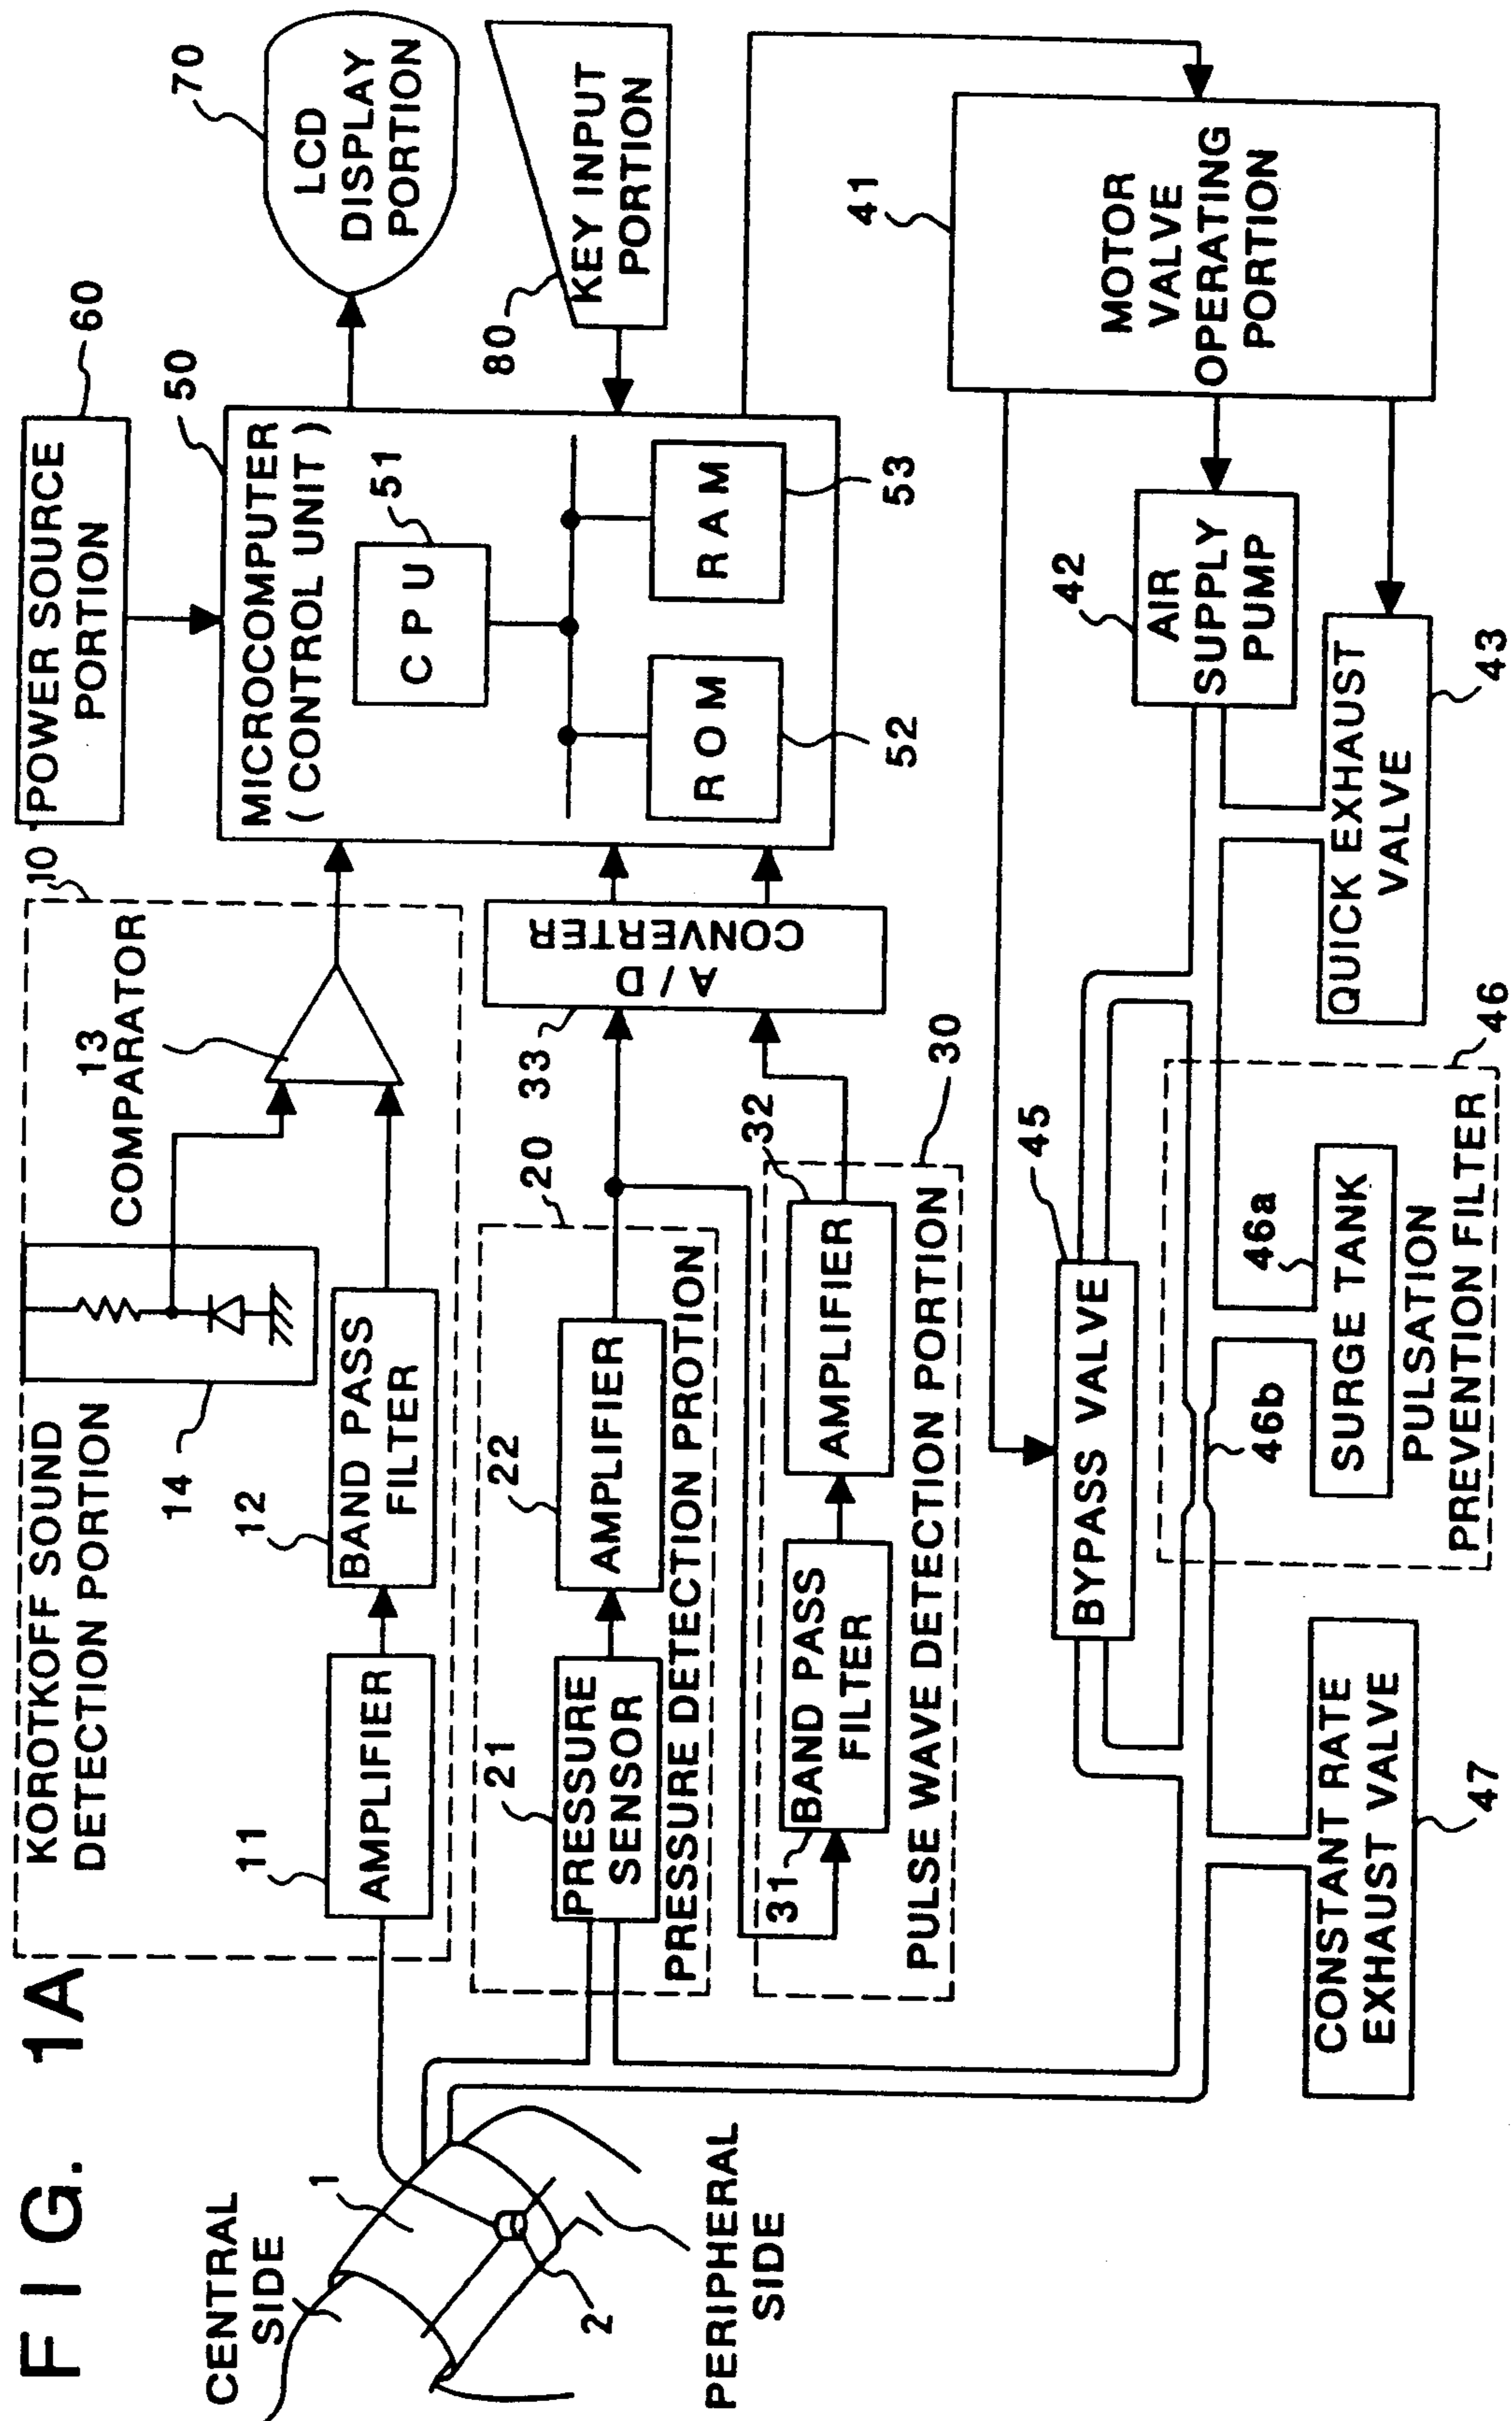 FIG. 1A
CENTRAL
SIDE
1
2
PERIPHERAL
SIDE
KOROTKOFF SOUND
DETECTION PORTION
10
11
AMPLIFIER
12
BAND PASS
FILTER
14
13
COMPARATOR
20
21
PRESSURE
SENSOR
22
AMPLIFIER
PRESSURE DETECTION PROTION
30
31
BAND PASS
FILTER
32
AMPLIFIER
PULSE WAVE DETECTION PORTION
33
A/D
CONVERTER
POWER SOURCE
PORTION
60
50
MICROCOMPUTER
(CONTROL UNIT)
CPU
51
ROM
52
RAM
53
70
LCD
DISPLAY
PORTION
80
KEY INPUT
PORTION
41
MOTOR
VALVE
OPERATING
PORTION
42
AIR
SUPPLY
PUMP
QUICK EXHAUST
VALVE
43
45
BYPASS VALVE
46
46a
46b
SURGE TANK
PULSATION
PREVENTION FILTER
CONSTANT RATE
EXHAUST VALVE
47